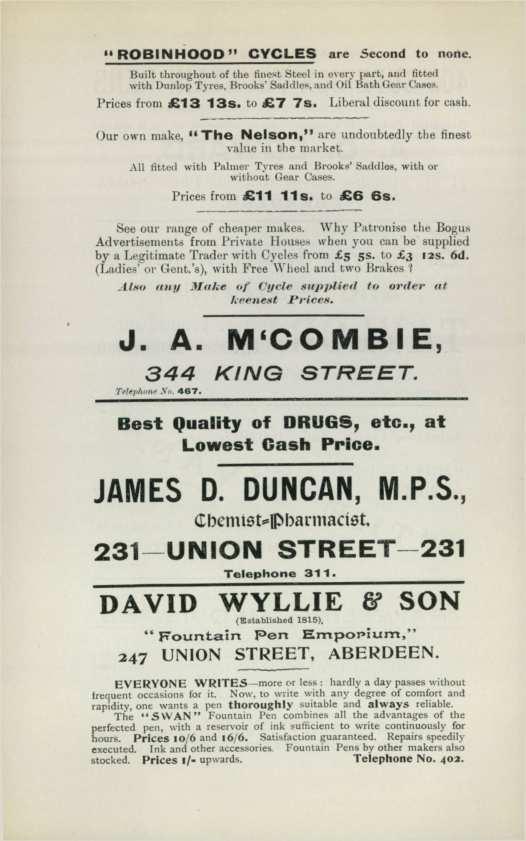 "ROBINHOOD" CYCLES are Second to none.
Built throughout of the finest Steel in every part, and fitted
with Dunlop Tyres, Brooks' Saddles, and Oil Bath Gear Cases.
Prices from £13 13s. to £7 7s. Liberal discount for cash.
Our own make, "The Nelson," are undoubtedly the finest
value in the market.
All fitted with Palmer Tyres and Brooks' Saddles, with or
without Gear Cases.
Prices from £11 11s. to £6 6s.
See our range of cheaper makes. Why Patronise the Bogus
Advertisements from Private Houses when you can be supplied
by a Legitimate Trader with Cycles from £5 5s. to £3 12s. 6d.
(Ladies' or Gent.'s), with Free Wheel and two Brakes ?
Also any Make of Cycle supplied to order at
keenest Prices.
J. A. M'COMBIE,
344 KING STREET.
Telephone No. 467.
Best Quality of DRUGS, etc., at
Lowest Cash Price.
JAMES D. DUNCAN, M.P.S.,
Chemist=Pharmacist,
231—UNION STREET—231
Telephone 311.
DAVID WYLLIE & SON
(Established 1815),
"Fountain Pen Emporium,"
247 UNION STREET, ABERDEEN.
EVERYONE WRITES—more or less: hardly a day passes without
frequent occasions for it. Now, to write with any degree of comfort and
rapidity, one wants a pen thoroughly suitable and always reliable.
The "SWAN" Fountain Pen combines all the advantages of the
perfected pen, with a reservoir of ink sufficient to write continuously for
hours. Prices 10/6 and 16/6. Satisfaction guaranteed. Repairs speedily
executed. Ink and other accessories. Fountain Pens by other makers also
stocked. Prices 1/- upwards. Telephone No. 402.